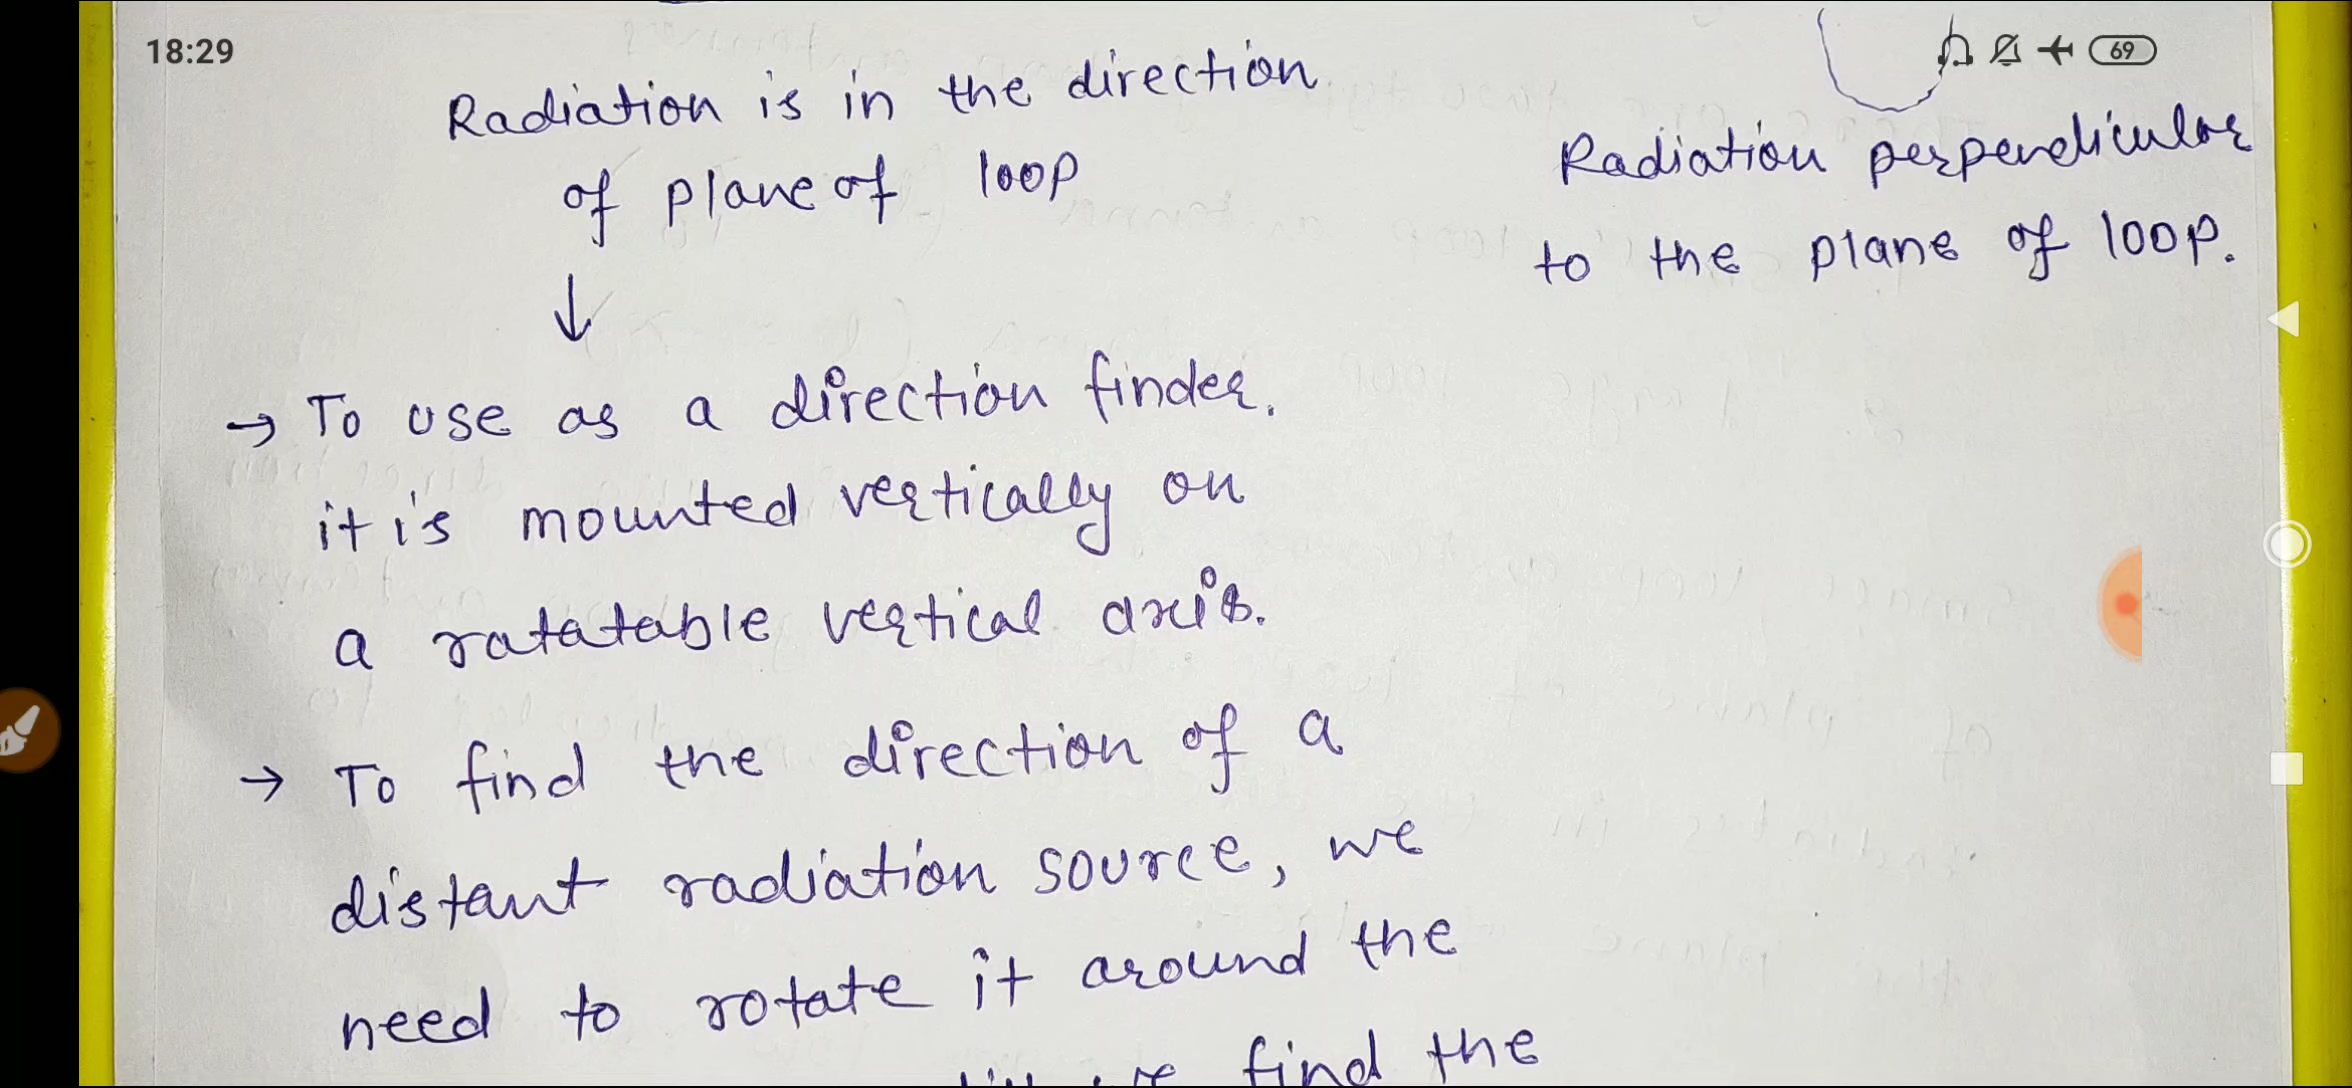 18:29
69
Radiation is in the direction
of plane of loop
Radiation perpendicular
to the plane of loop.
↓
→ To use as a direction finder.
it is mounted vertically on
a ratatable vertical axis.
→ To find the direction of a
distant radiation source, we
need to rotate it around the
find the